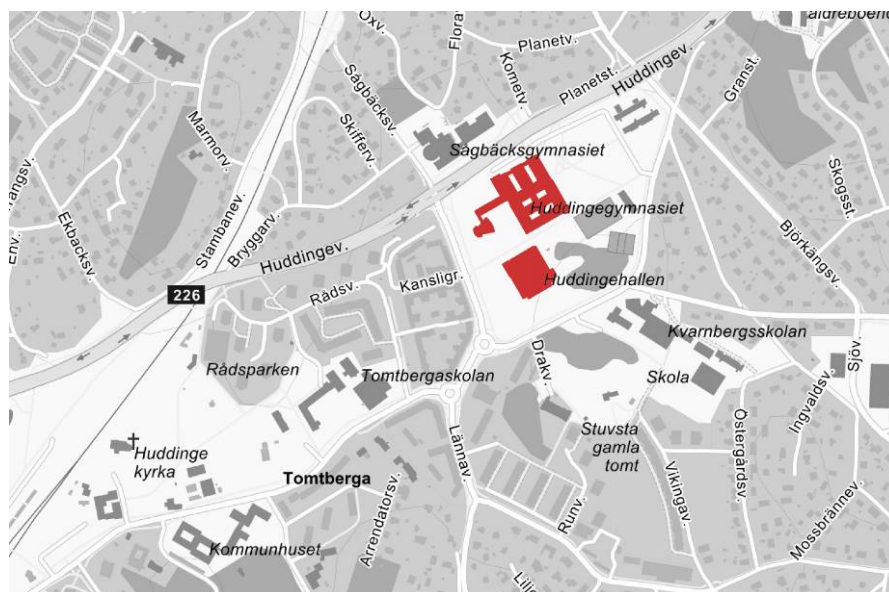 äldreboende
Oxv.
Florav.
Planetv.
Planetst.
Huddingev.
Granst.
Kometv.
Sågbäcksv.
Marmorv.
Skifferv.
Sågbäcksgymnasiet
Skogsst.
Ekbacksv.
Stambanev.
Bryggarv.
Huddingev.
Huddingegymnasiet
Björkängsv.
226
Rådsv.
Kansligr.
Huddingehallen
Kvarnbergsskolan
Sjöv.
Rådsparken
Tomtbergaskolan
Drakv.
Skola
Ingvaldsv.
Huddinge
kyrka
Lännav.
Stuvsta
gamla
tomt
Östergårdsv.
Tomtberga
Vikingav.
Arrendatorsv.
Runv.
Mossbrännev.
Kommunhuset